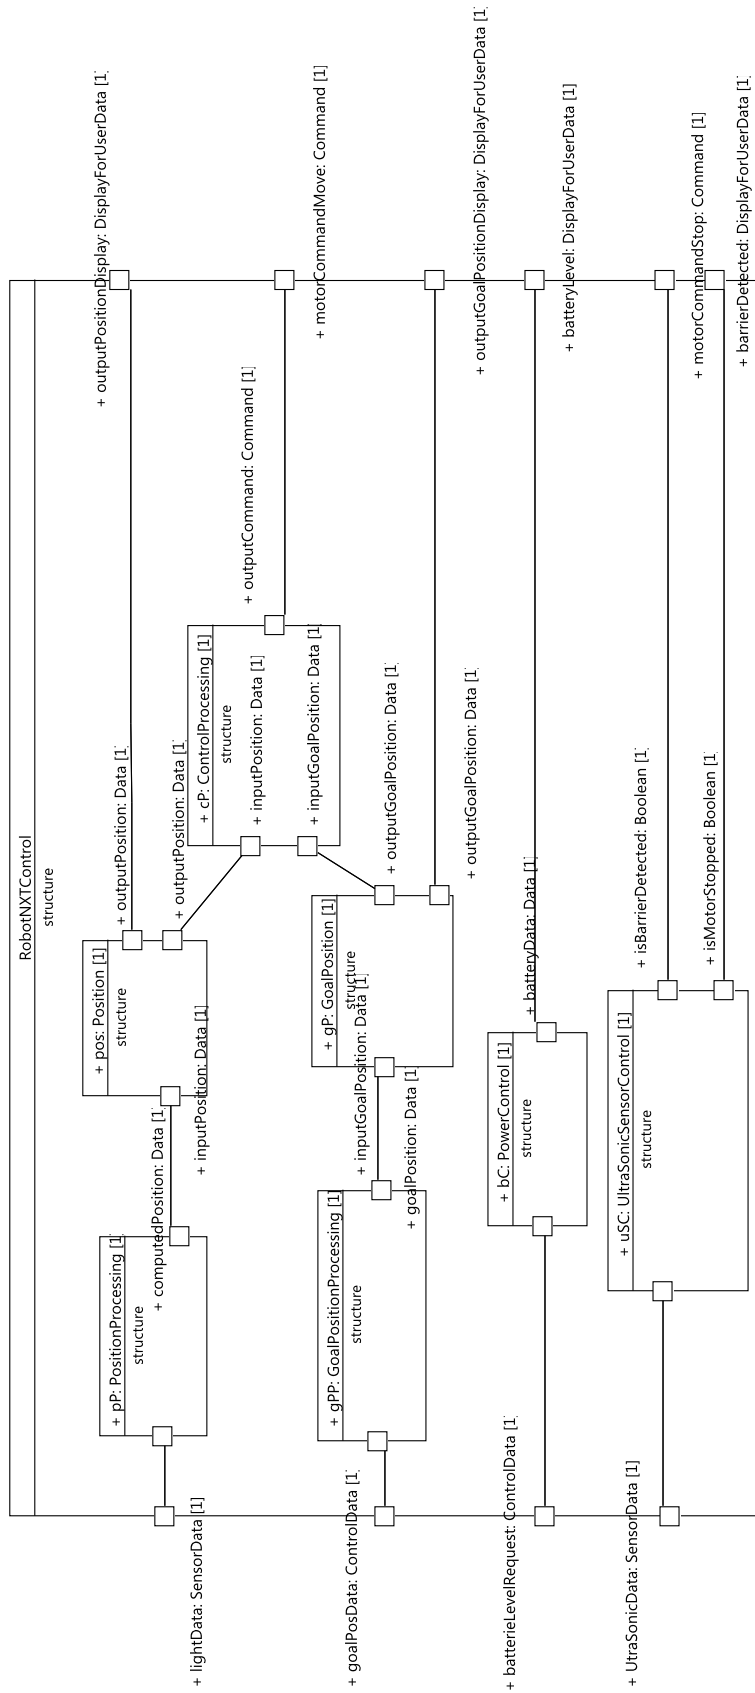 RobotNXTControl
structure
+ lightData: SensorData [1]
+ pP: PositionProcessing [1]
structure
+ computedPosition: Data [1]
+ inputPosition: Data [1]
+ pos: Position [1]
structure
+ outputPosition: Data [1]
+ outputPosition: Data [1]
+ outputPositionDisplay: DisplayForUserData [1]
+ cP: ControlProcessing [1]
structure
+ inputPosition: Data [1]
+ inputGoalPosition: Data [1]
+ outputCommand: Command [1]
+ motorCommandMove: Command [1]
+ goalPosData: ControlData [1]
+ gPP: GoalPositionProcessing [1]
structure
+ goalPosition: Data [1]
+ inputGoalPosition: Data [1]
+ gP: GoalPosition [1]
structure
+ outputGoalPosition: Data [1]
+ outputGoalPosition: Data [1]
+ outputGoalPositionDisplay: DisplayForUserData [1]
+ batterieLevelRequest: ControlData [1]
+ bC: PowerControl [1]
structure
+ batteryData: Data [1]
+ batteryLevel: DisplayForUserData [1]
+ UtraSonicData: SensorData [1]
+ uSC: UltraSonicSensorControl [1]
structure
+ isBarrierDetected: Boolean [1]
+ isMotorStopped: Boolean [1]
+ motorCommandStop: Command [1]
+ barrierDetected: DisplayForUserData [1]